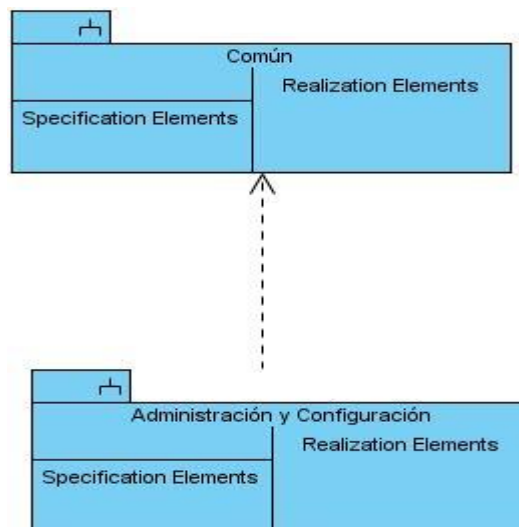 Común
Realization Elements
Specification Elements
Administración y Configuración
Realization Elements
Specification Elements